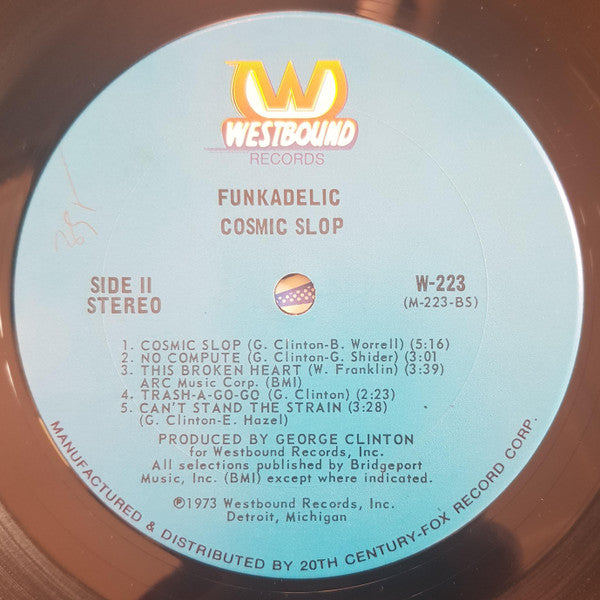 W
WESTBOUND
RECORDS
FUNKADELIC
COSMIC SLOP
SIDE II
STEREO
W-223
(M-223-BS)
1. COSMIC SLOP (G. Clinton-B. Worrell) (5:16)
2. NO COMPUTE (G. Clinton-G. Shider) (3:01
3. THIS BROKEN HEART (W. Franklin) (3:39)
ARC Music Corp. (BMI)
4. TRASH-A-GO-GO (G. Clinton) (2:23)
5. CAN'T STAND THE STRAIN (3:28)
(G. Clinton-E. Hazel)
PRODUCED BY GEORGE CLINTON
for Westbound Records, Inc.
All selections published by Bridgeport
Music, Inc. (BMI) except where indicated.
℗1973 Westbound Records, Inc.
Detroit, Michigan
MANUFACTURED & DISTRIBUTED BY 20TH CENTURY-FOX RECORD CORP.